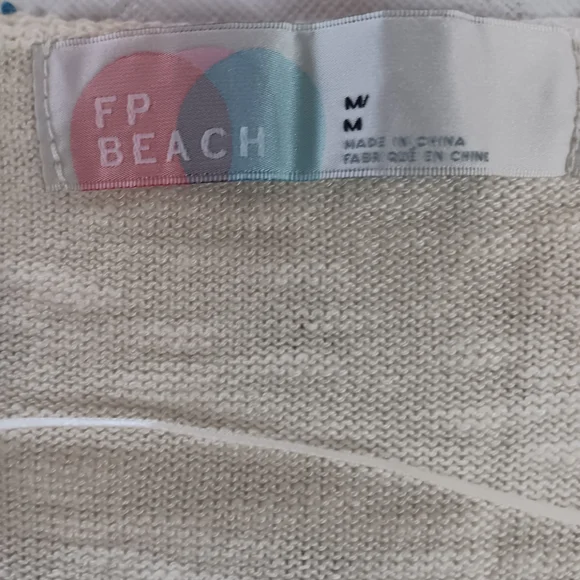 FP
BEACH
M/
M
MADE IN CHINA
FABRIQUÉ EN CHINE